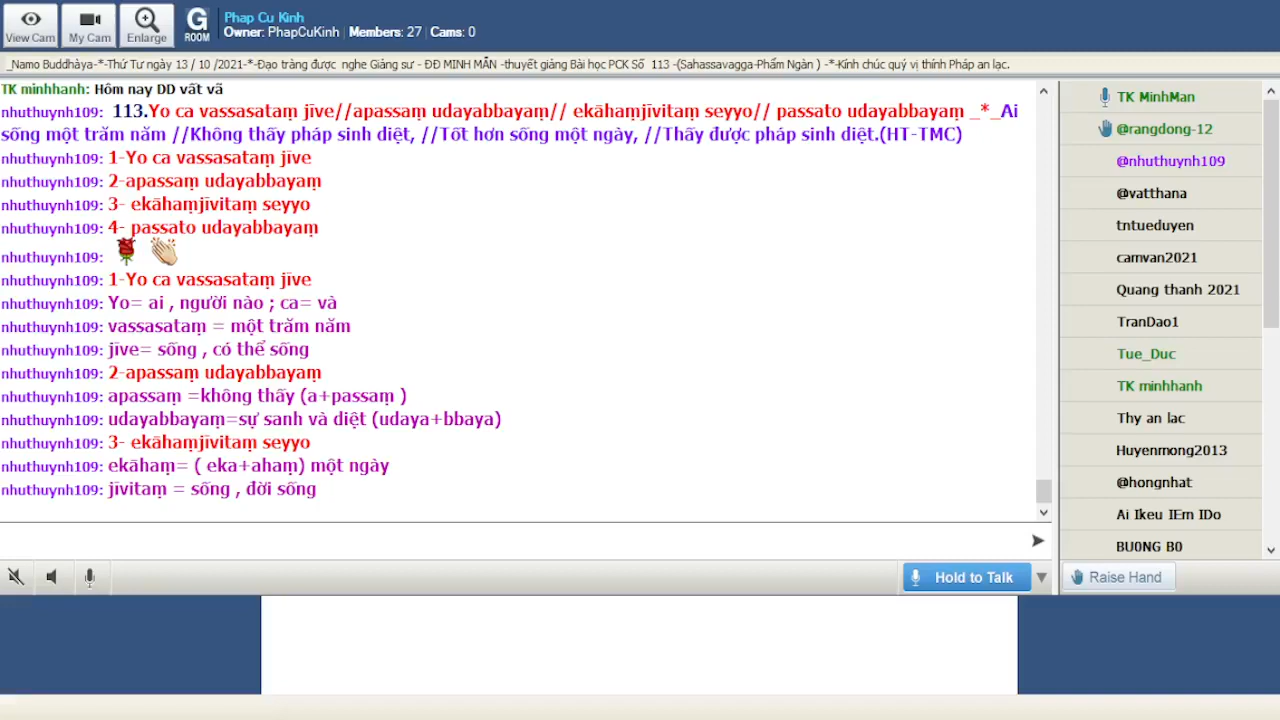 View Cam
My Cam
Enlarge
G
ROOM
Phap Cu Kinh
Owner: PhapCuKinh | Members: 27 | Cams: 0
_Namo Buddhàya-*-Thứ Tư ngày 13 / 10 /2021-*-Đạo tràng được nghe Giảng sư - ĐĐ MINH MẪN -thuyết giảng Bài học PCK Số 113 -(Sahassavagga-Phẩm Ngàn ) -*-Kính chúc quý vị thính Pháp an lạc.
TK minhhanh: Hôm nay DD vất vã
nhuthuynh109: 113.Yo ca vassasataṃ jīve//apassaṃ udayabbayaṃ// ekāhaṃjīvitaṃ seyyo// passato udayabbayaṃ _*_Ai
sống một trăm năm //Không thấy pháp sinh diệt, //Tốt hơn sống một ngày, //Thấy được pháp sinh diệt.(HT-TMC)
nhuthuynh109: 1-Yo ca vassasataṃ jīve
nhuthuynh109: 2-apassaṃ udayabbayaṃ
nhuthuynh109: 3- ekāhaṃjīvitaṃ seyyo
nhuthuynh109: 4- passato udayabbayaṃ
nhuthuynh109:
nhuthuynh109: 1-Yo ca vassasataṃ jīve
nhuthuynh109: Yo= ai , người nào ; ca= và
nhuthuynh109: vassasataṃ = một trăm năm
nhuthuynh109: jīve= sống , có thể sống
nhuthuynh109: 2-apassaṃ udayabbayaṃ
nhuthuynh109: apassaṃ =không thấy (a+passaṃ )
nhuthuynh109: udayabbayaṃ=sự sanh và diệt (udaya+bbaya)
nhuthuynh109: 3- ekāhaṃjīvitaṃ seyyo
nhuthuynh109: ekāhaṃ= ( eka+ahaṃ) một ngày
nhuthuynh109: jīvitaṃ = sống , đời sống
TK MinhMan
@rangdong-12
@nhuthuynh109
@vatthana
tntueduyen
camvan2021
Quang thanh 2021
TranDao1
Tue_Duc
TK minhhanh
Thy an lac
Huyenmong2013
@hongnhat
Ai Ikeu IEm IDo
BU0NG B0
Hold to Talk
Raise Hand